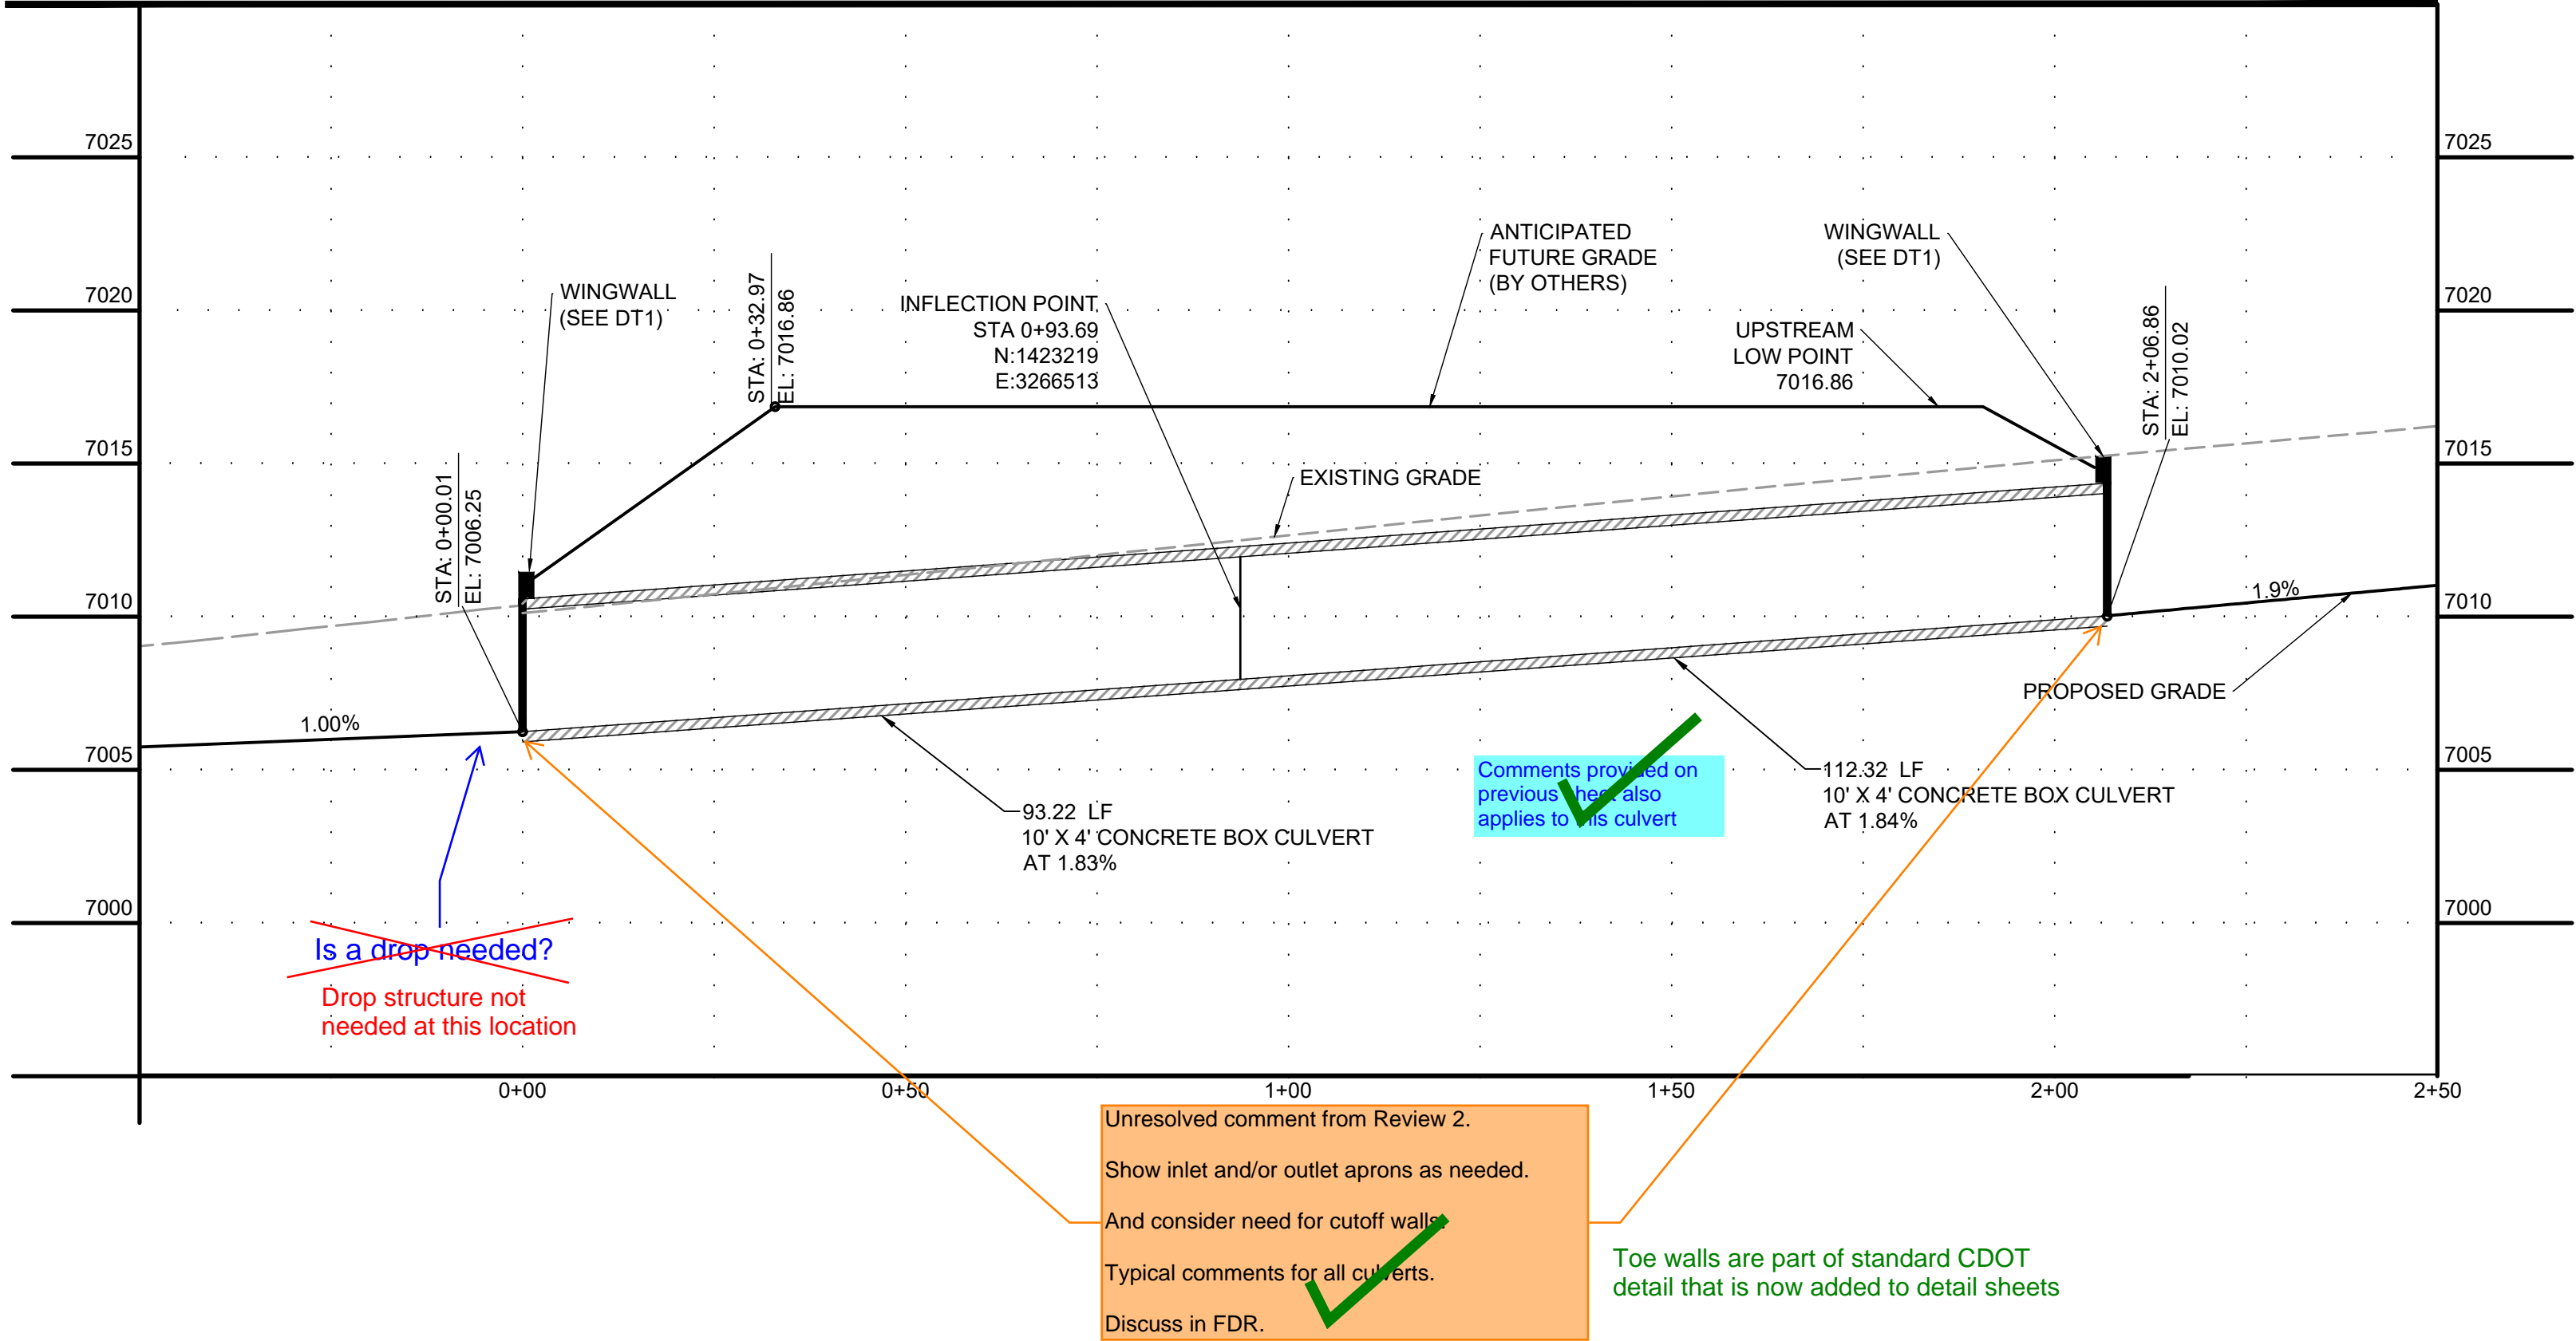 7025
7025
7020
7020
7015
7015
7010
7010
7005
7005
7000
7000
WINGWALL
(SEE DT1)
STA: 0+32.97
EL: 7016.86
INFLECTION POINT
STA 0+93.69
N:1423219
E:3266513
ANTICIPATED
FUTURE GRADE
(BY OTHERS)
WINGWALL
(SEE DT1)
UPSTREAM
LOW POINT
7016.86
STA: 2+06.86
EL: 7010.02
STA: 0+00.01
EL: 7006.25
EXISTING GRADE
1.9%
PROPOSED GRADE
1.00%
93.22 LF
10' X 4' CONCRETE BOX CULVERT
AT 1.83%
Comments provided on
previous sheet also
applies to this culvert
112.32 LF
10' X 4' CONCRETE BOX CULVERT
AT 1.84%
Is a drop needed?
Drop structure not
needed at this location
0+00
0+50
1+00
1+50
2+00
2+50
Unresolved comment from Review 2.
Show inlet and/or outlet aprons as needed.
And consider need for cutoff walls.
Typical comments for all culverts.
Discuss in FDR.
Toe walls are part of standard CDOT
detail that is now added to detail sheets